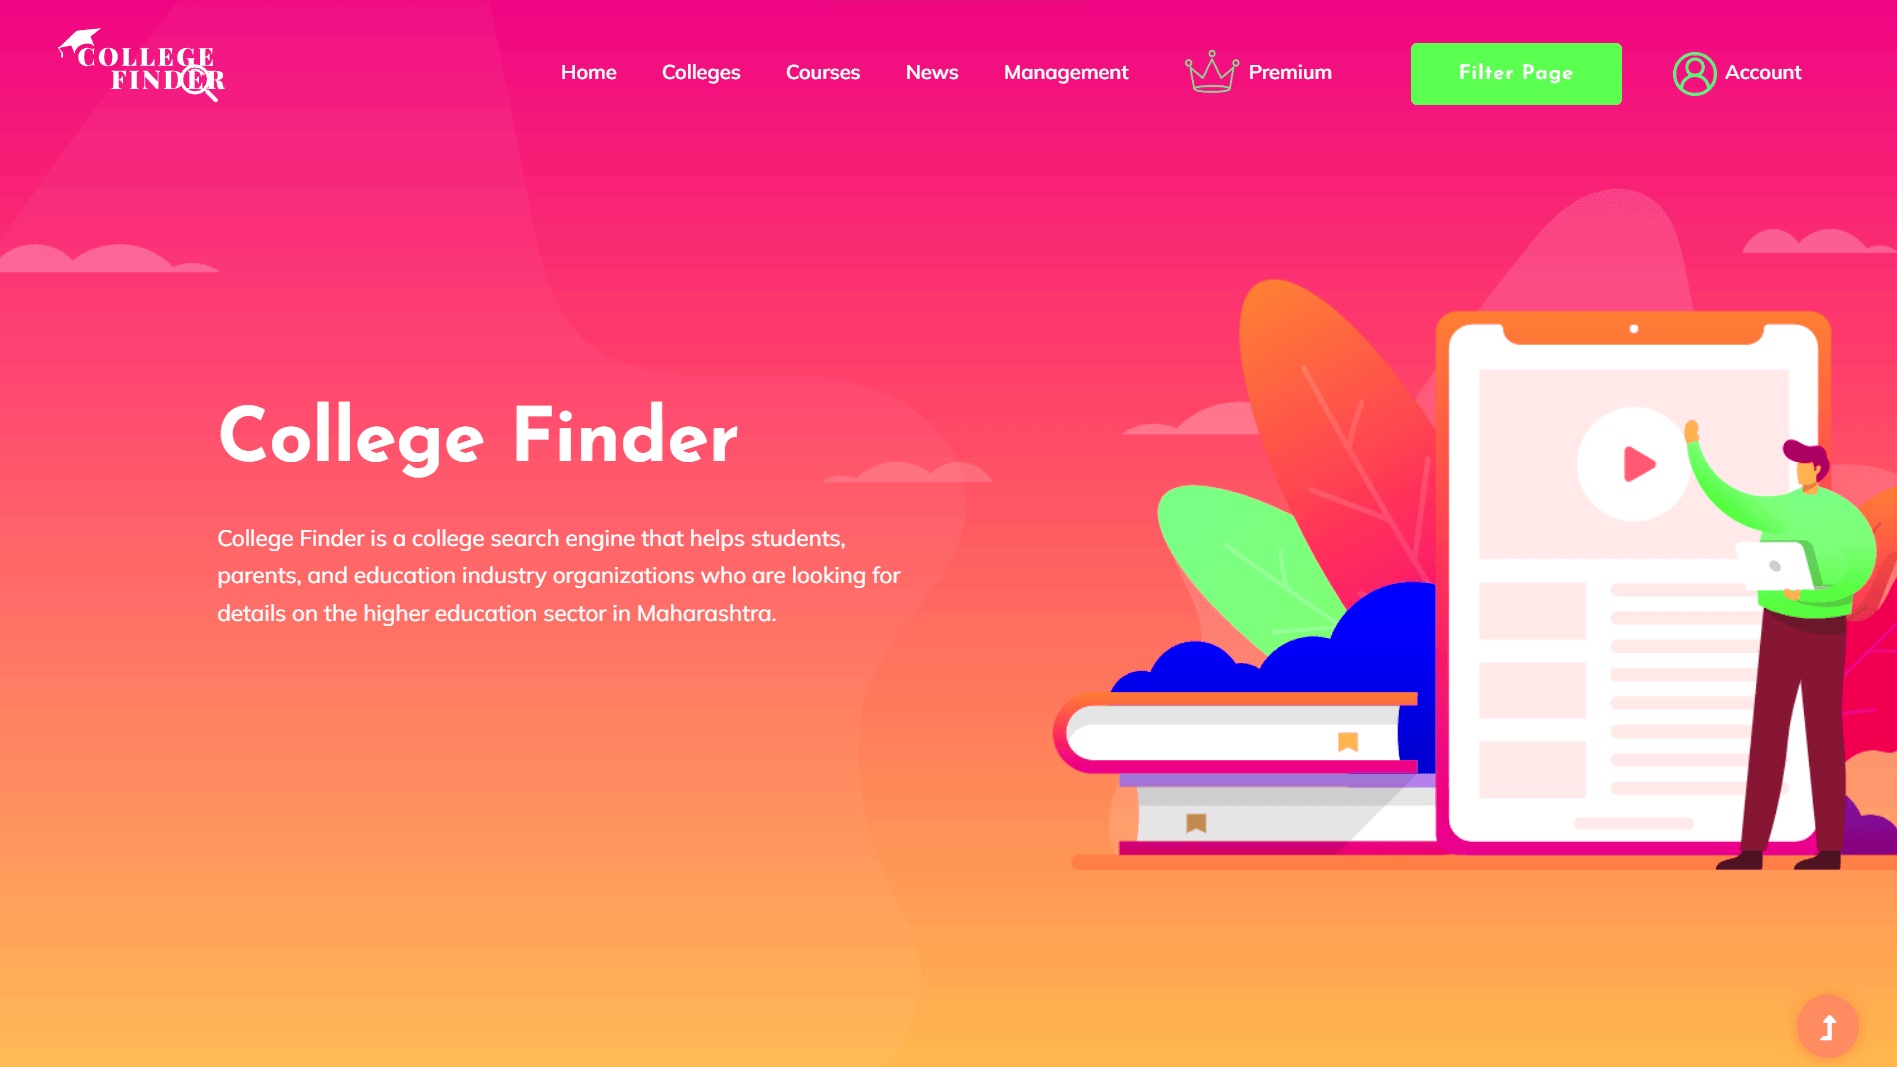 COLLEGE
FINDER
Home Colleges Courses News Management Premium Filter Page Account
College Finder
College Finder is a college search engine that helps students,
parents, and education industry organizations who are looking for
details on the higher education sector in Maharashtra.